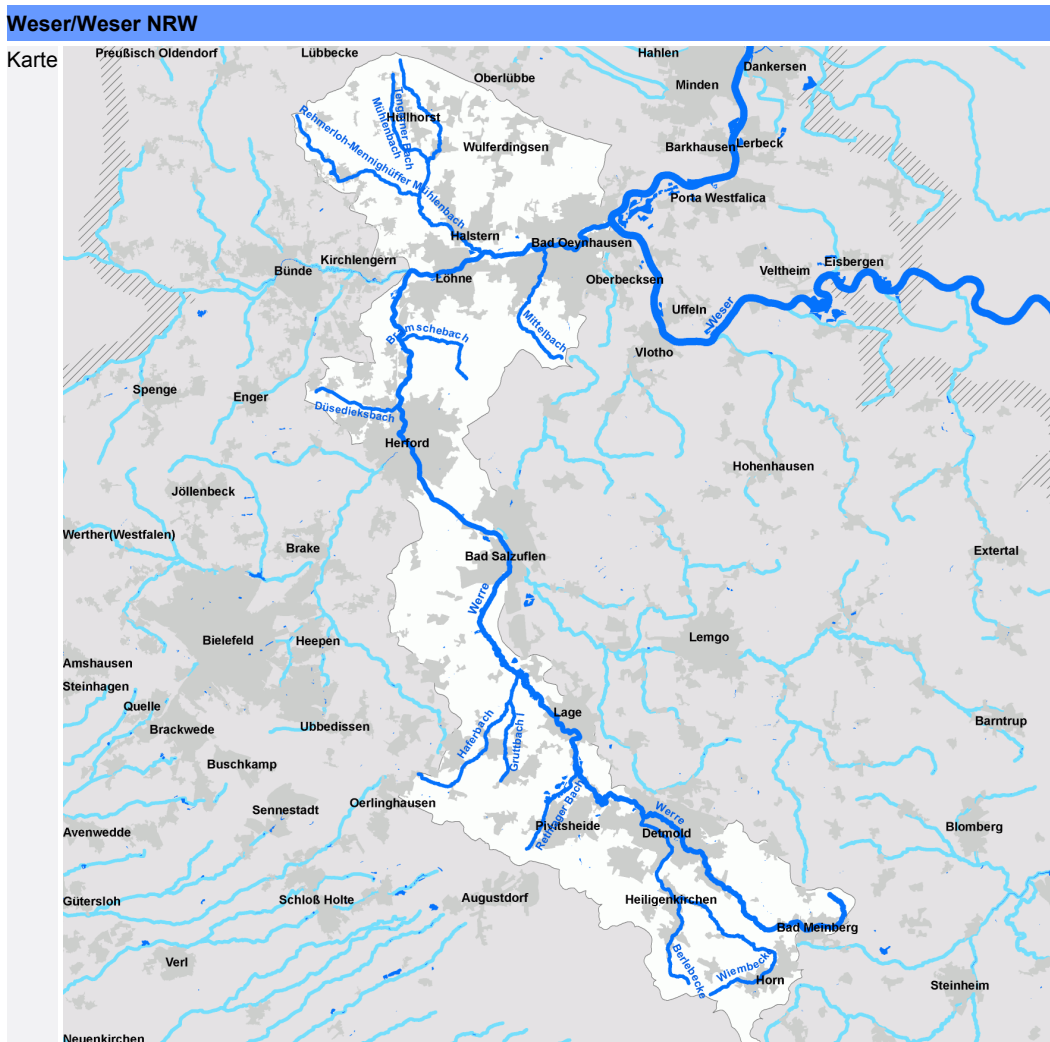 Weser/Weser NRW
Karte
Preußisch Oldendorf
Lübbecke
Hahlen
Dankersen
Oberlübbe
Minden
Tengerner Bach
Mühlenbach
Hüllhorst
Rehmerloh-Mennighüffer Mühlenbach
Wulferdingsen
Barkhausen
Lerbeck
Porta Westfalica
Halstern
Bad Oeynhausen
Kirchlengern
Bünde
Löhne
Oberbecksen
Veltheim
Eisbergen
Uffeln
Weser
Mittelbach
Bramschebach
Vlotho
Spenge
Enger
Düsedieksbach
Herford
Hohenhausen
Jöllenbeck
Werther(Westfalen)
Brake
Bad Salzuflen
Extertal
Werre
Bielefeld
Heepen
Lemgo
Amshausen
Steinhagen
Quelle
Brackwede
Ubbedissen
Lage
Barntrup
Haferbach
Gruttbach I
Buschkamp
Sennestadt
Oerlinghausen
Rethlager Bach
Werre
Avenwedde
Pivitsheide
Detmold
Blomberg
Gütersloh
Schloß Holte
Augustdorf
Heiligenkirchen
Bad Meinberg
Verl
Berlebecke
Wiembecke
Horn
Steinheim
Neuenkirchen